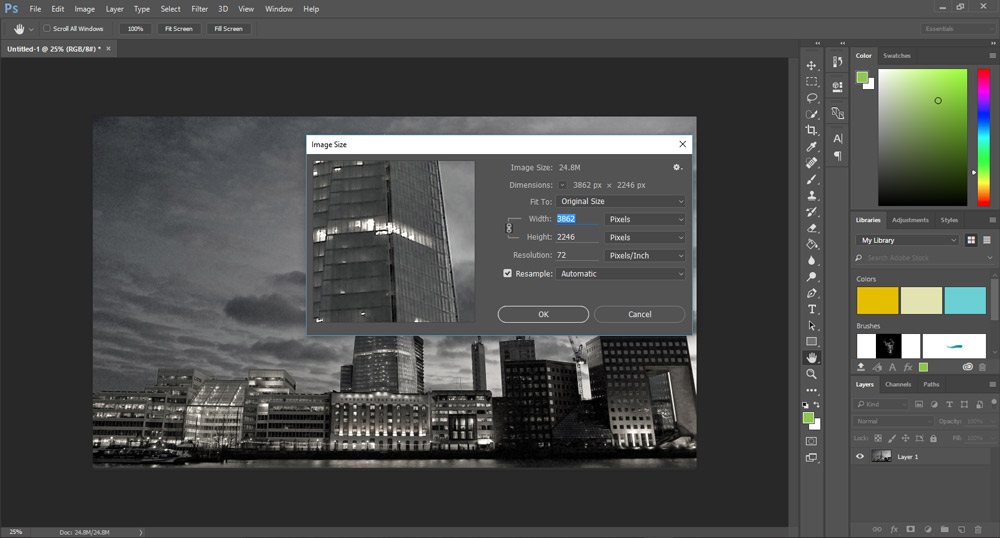 Ps File Edit Image Layer Type Select Filter 3D View Window Help
Scroll All Windows 100% Fit Screen Fill Screen Essentials
Untitled-1 @ 25% (RGB/8#) * ×
Color Swatches
Image Size
Image Size: 24.8M
Dimensions: 3862 px × 2246 px
Fit To: Original Size
Width: 3862 Pixels
Height: 2246 Pixels
Resolution: 72 Pixels/Inch
Resample: Automatic
OK Cancel
Libraries Adjustments Styles
My Library
Search Adobe Stock
Colors
Brushes
Layers Channels Paths
Kind
Normal Opacity: 100%
Lock: Fill: 100%
Layer 1
25% Doc: 24.8M/24.8M